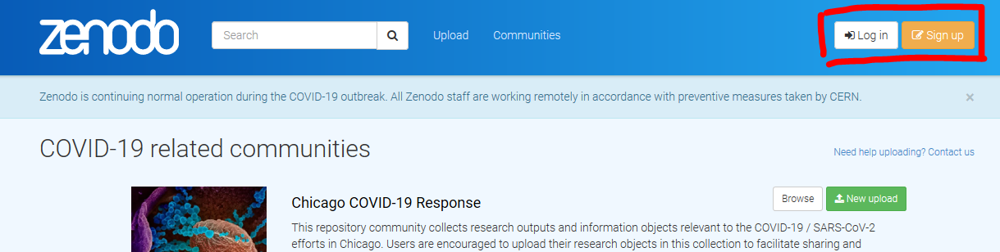 zenodo Search Upload Communities Log in Sign up
Zenodo is continuing normal operation during the COVID-19 outbreak. All Zenodo staff are working remotely in accordance with preventive measures taken by CERN. ×
COVID-19 related communities
Need help uploading? Contact us
Chicago COVID-19 Response
Browse New upload
This repository community collects research outputs and information objects relevant to the COVID-19 / SARS-CoV-2
efforts in Chicago. Users are encouraged to upload their research objects in this collection to facilitate sharing and